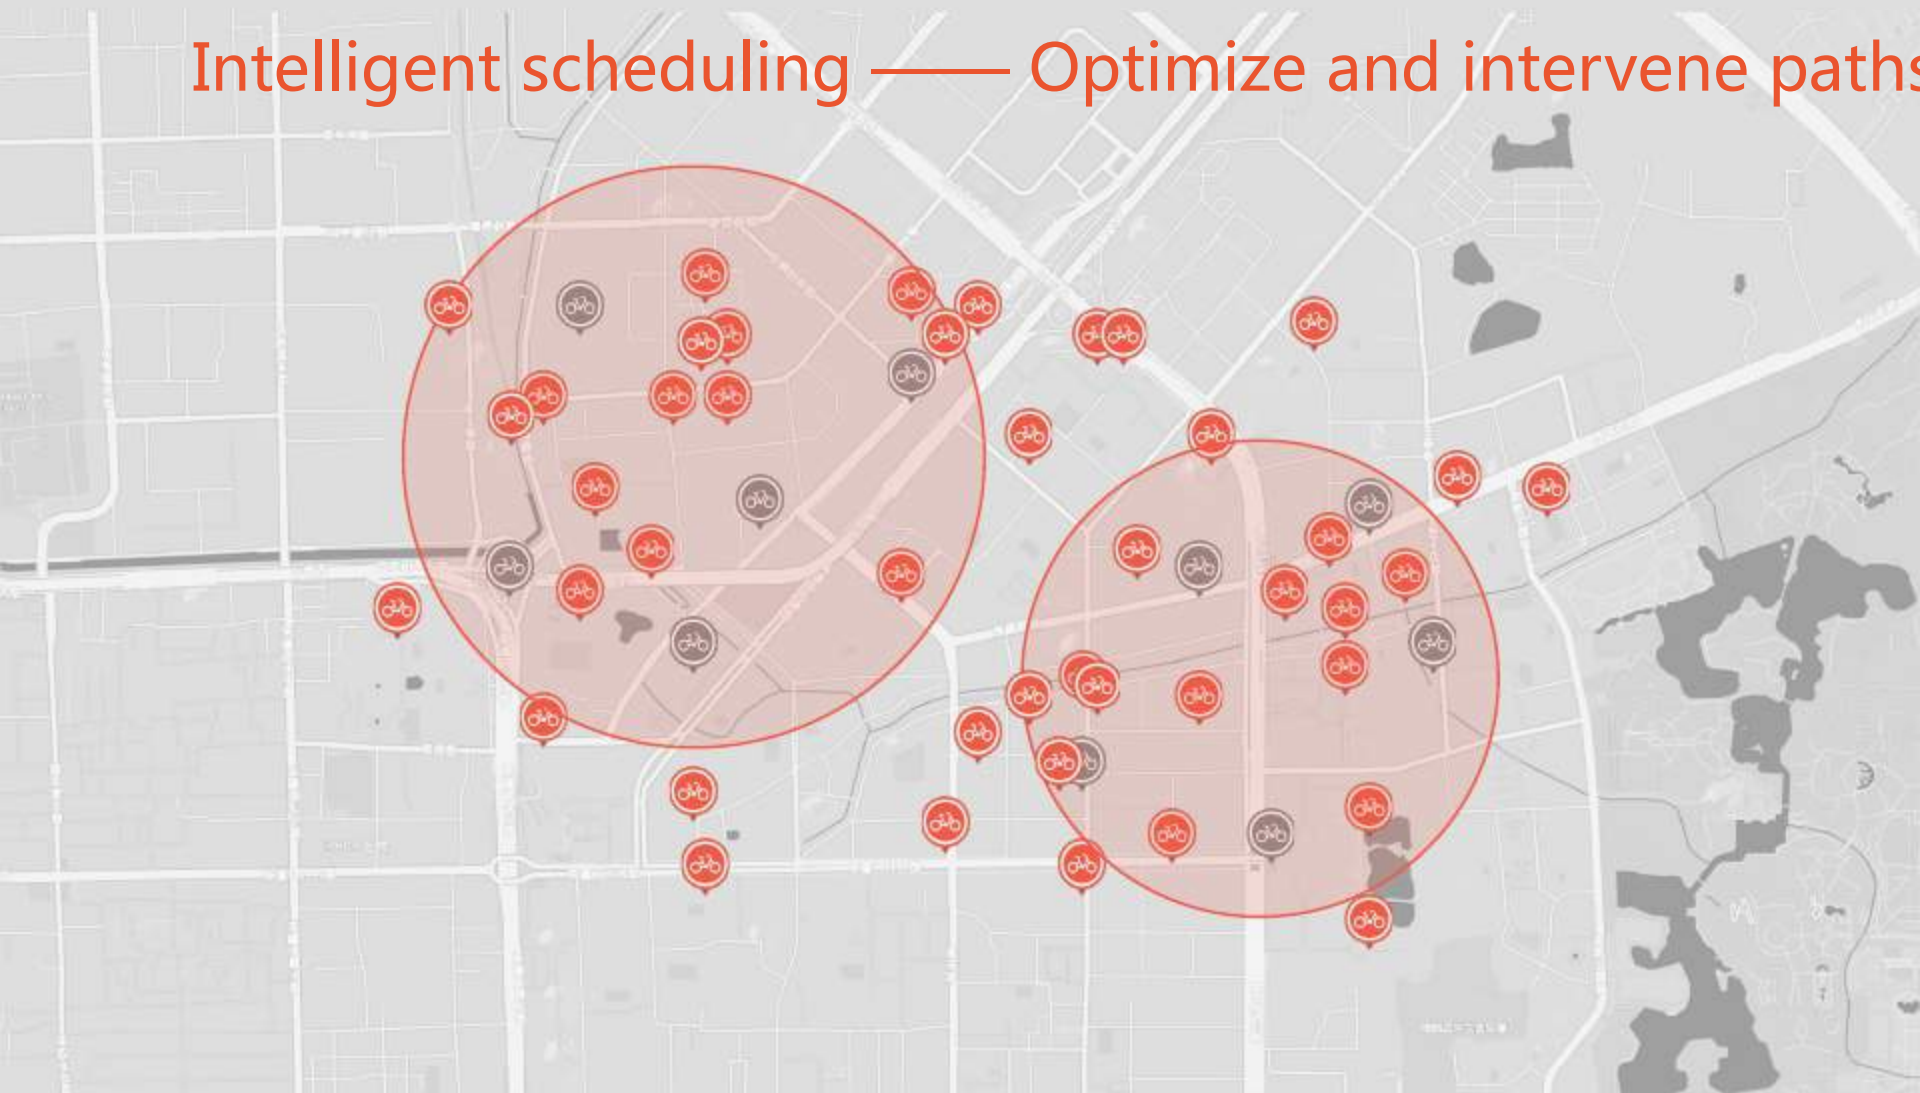 Intelligent scheduling —— Optimize and intervene paths